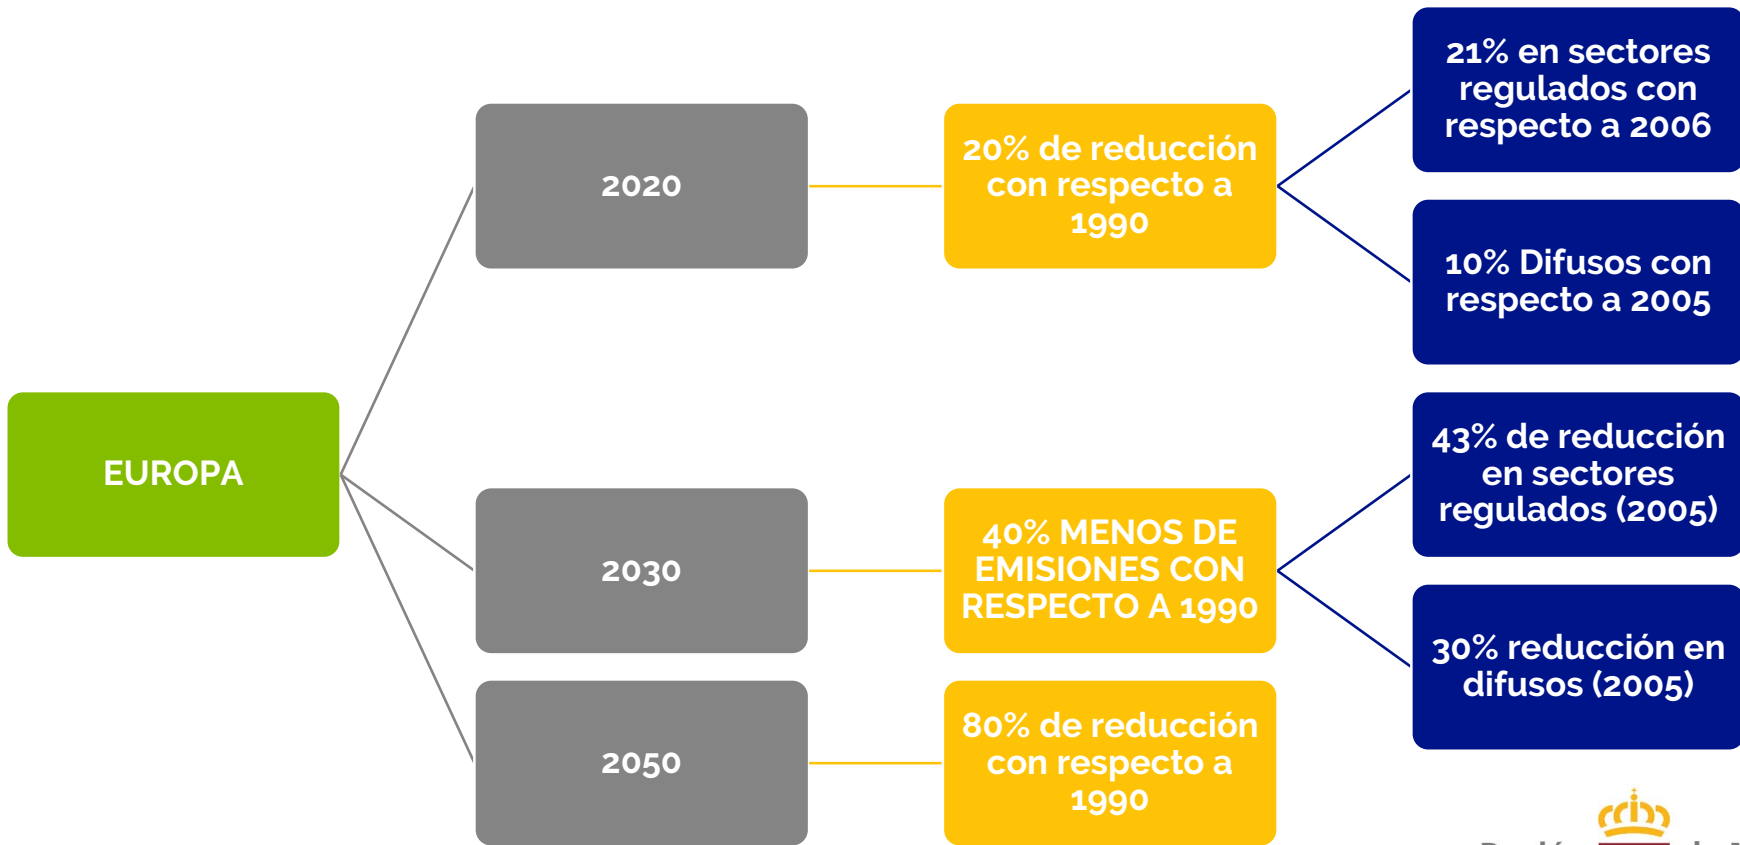 EUROPA
2020
20% de reducción
con respecto a
1990
21% en sectores
regulados con
respecto a 2006
10% Difusos con
respecto a 2005
2030
40% MENOS DE
EMISIONES CON
RESPECTO A 1990
43% de reducción
en sectores
regulados (2005)
30% reducción en
difusos (2005)
2050
80% de reducción
con respecto a
1990